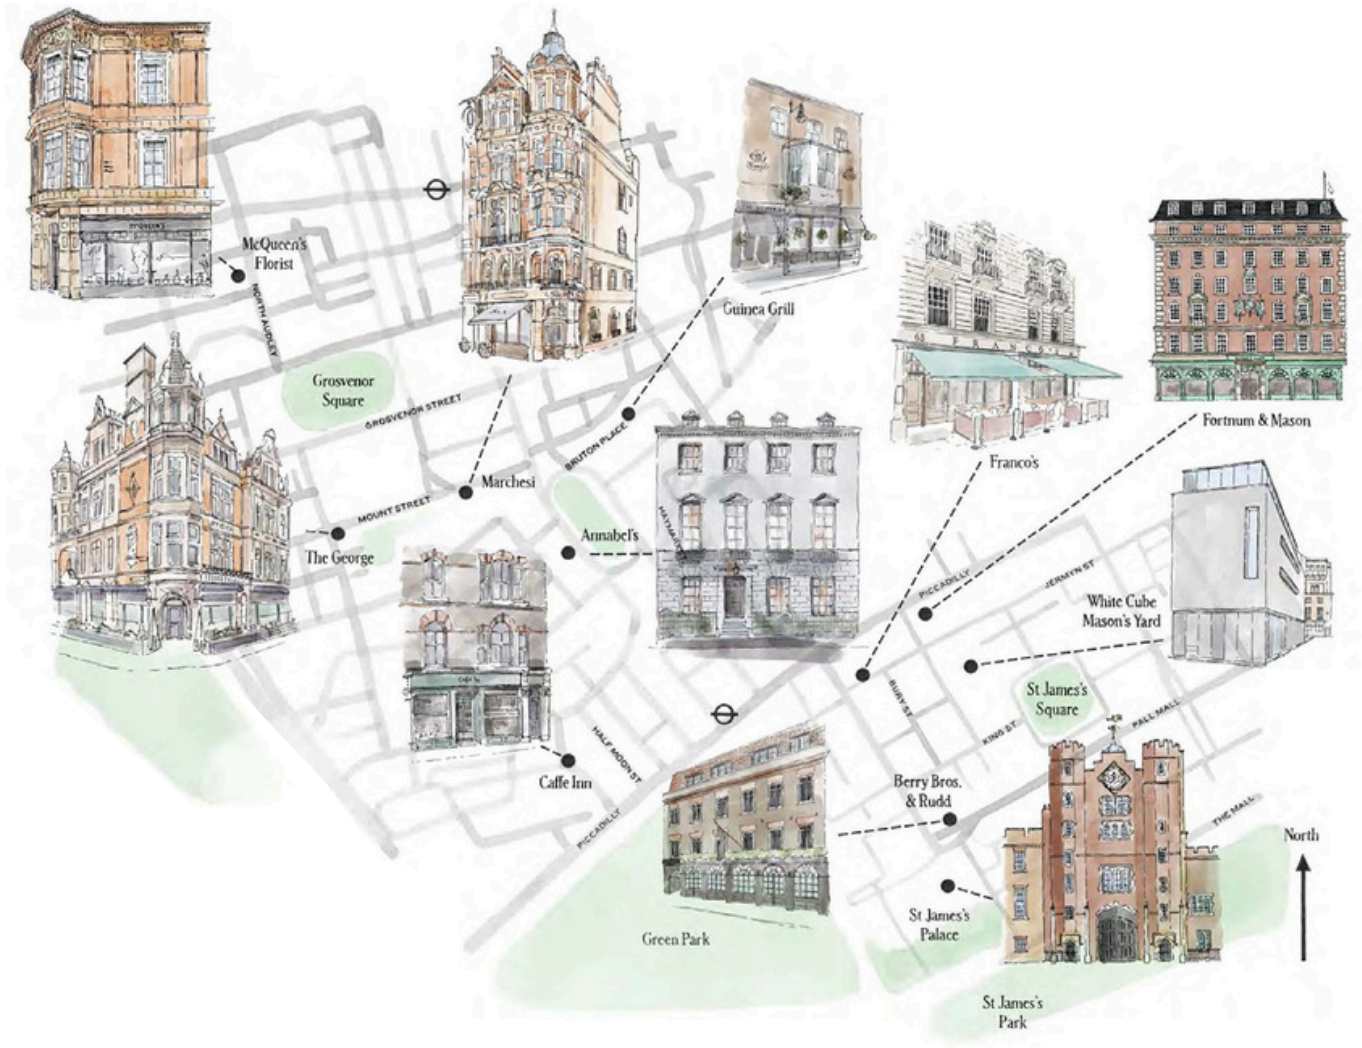 McQueen's
Florist
NORTH AUDLEY
Guinea Grill
Grosvenor
Square
GROSVENOR STREET
Fortnum & Mason
BRUTON PLACE
Franco's
Marchesi
MOUNT STREET
The George
Annabel's
HAYMARKET
PICCADILLY
JERMYN ST
White Cube
Mason's Yard
St James's
Square
BURY ST
KING ST
PALL MALL
HALF MOON ST
Caffe Inn
Berry Bros.
& Rudd
PICCADILLY
THE MALL
North
St James's
Palace
Green Park
St James's
Park